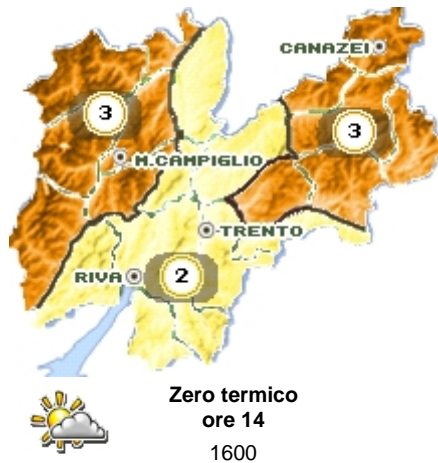 CANAZEI
3
3
M.CAMPIGLIO
TRENTO
RIVA
2
Zero termico
ore 14
1600